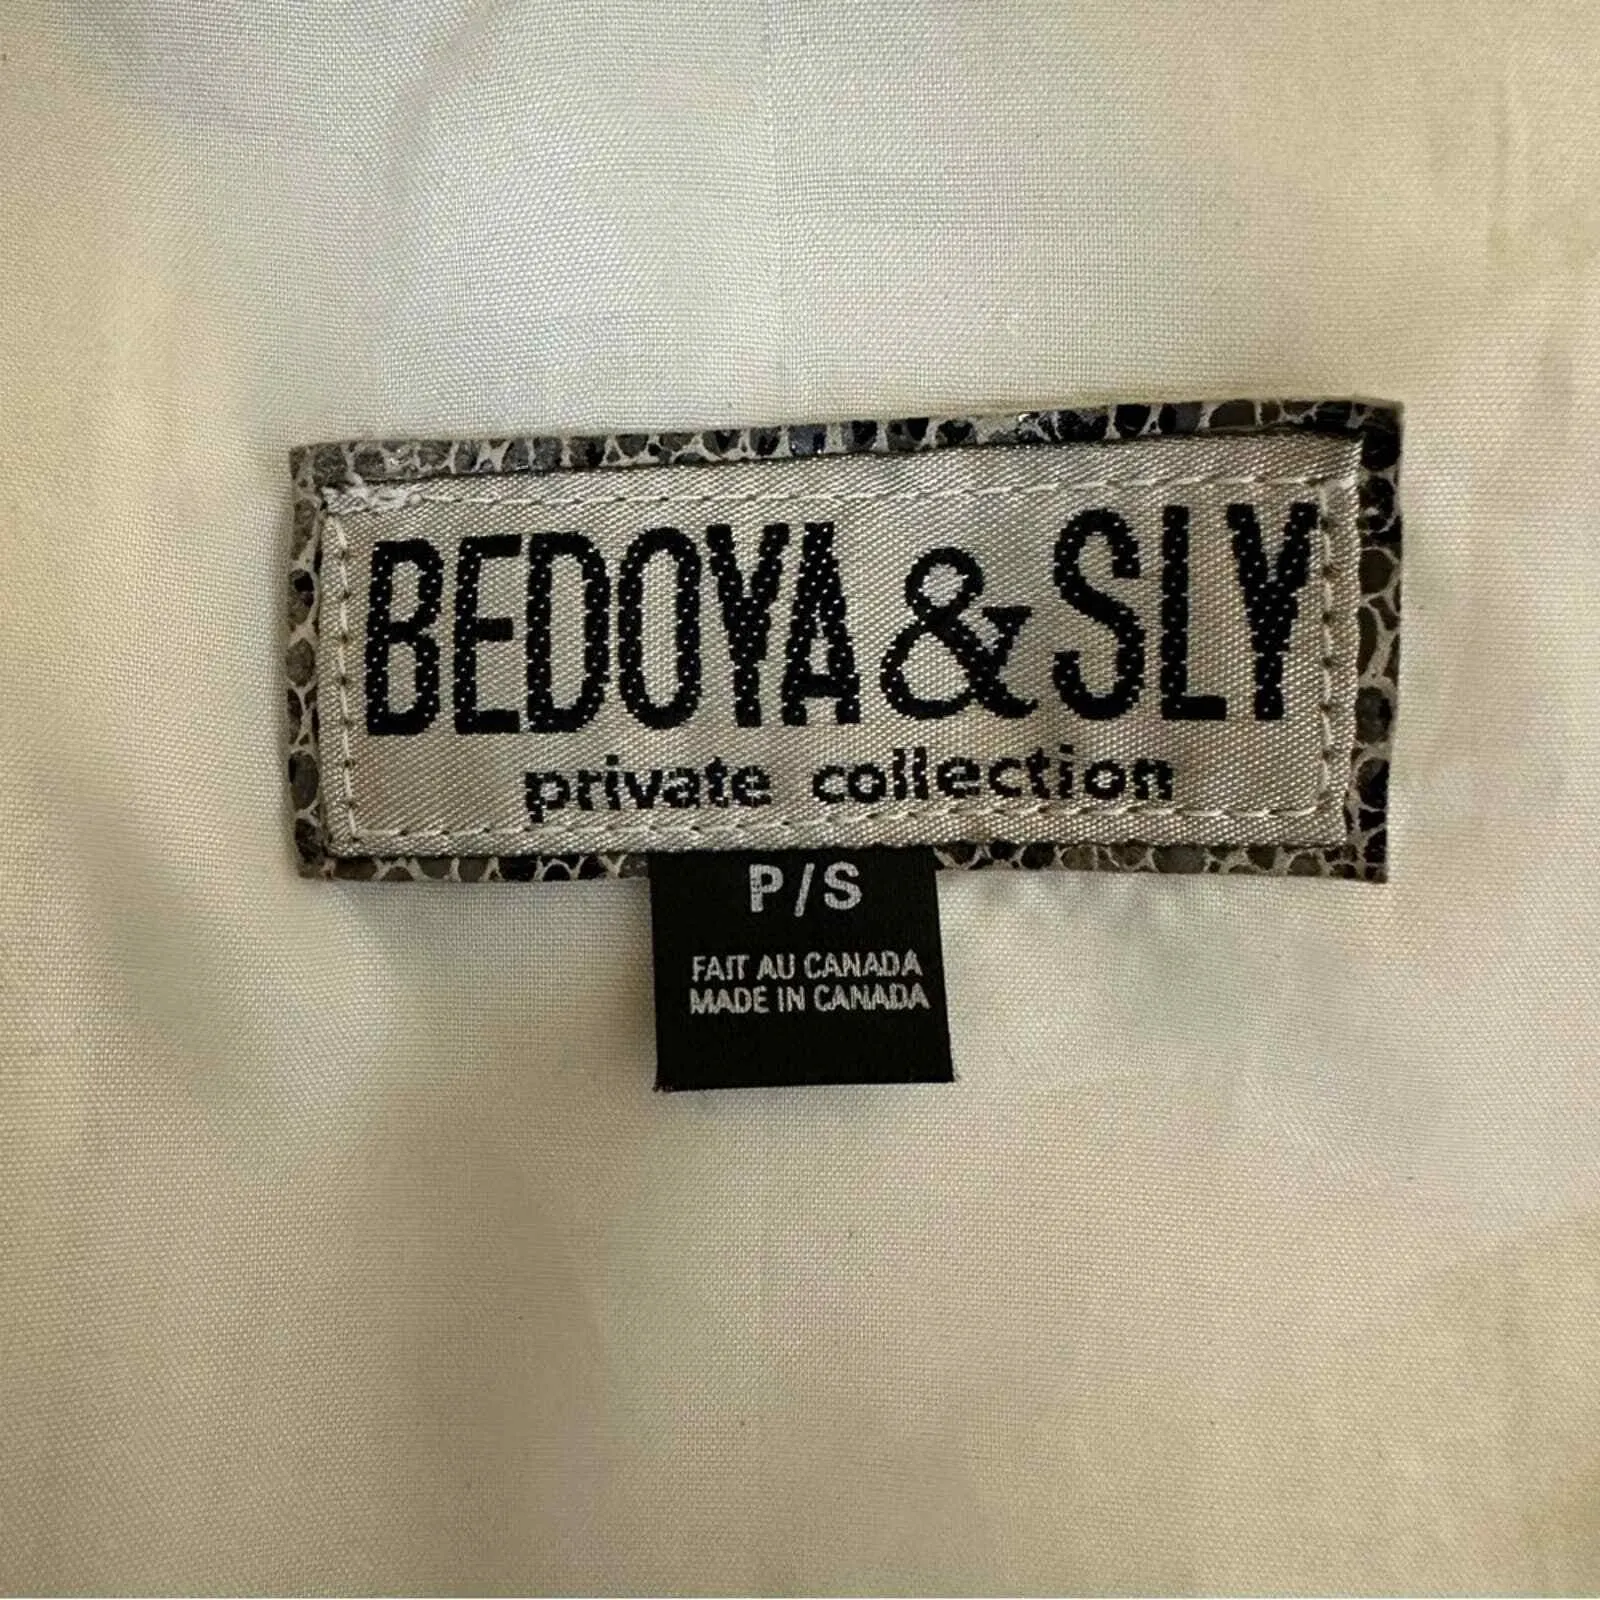 BEDOYA & SLY
private collection
P/S
FAIT AU CANADA
MADE IN CANADA